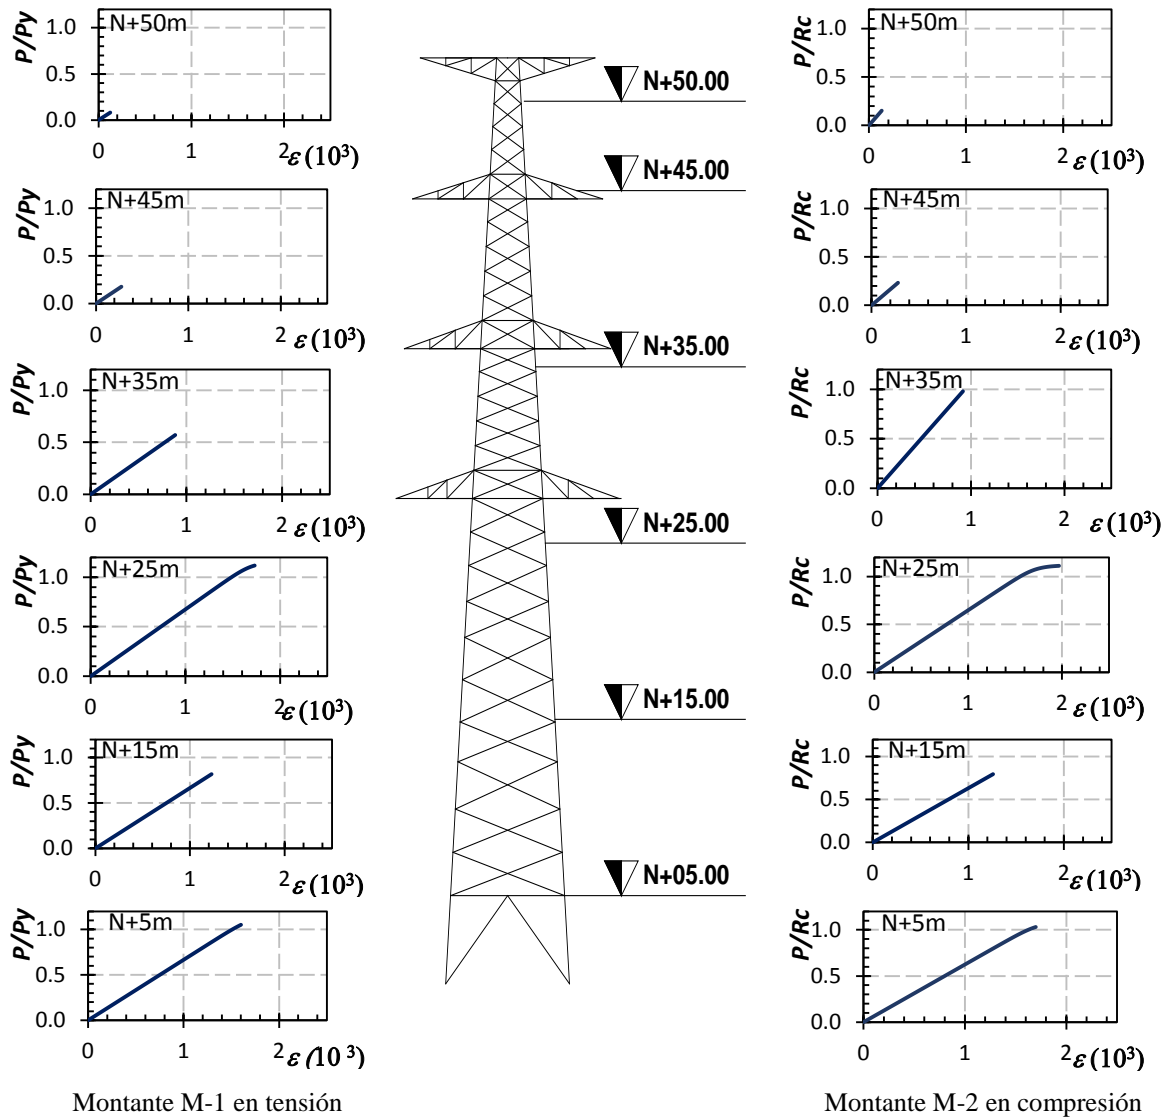 P/Py
N+50m
1.0
0.5
0.0
0 1 2 ε(10³)
P/Py
N+45m
1.0
0.5
0.0
0 1 2 ε(10³)
P/Py
N+35m
1.0
0.5
0.0
0 1 2 ε(10³)
P/Py
N+25m
1.0
0.5
0.0
0 1 2 ε(10³)
P/Py
N+15m
1.0
0.5
0.0
0 1 2 ε(10³)
P/Py
N+5m
1.0
0.5
0.0
0 1 2 ε(10³)
Montante M-1 en tensión
N+50.00
N+45.00
N+35.00
N+25.00
N+15.00
N+05.00
P/Rc
N+50m
1.0
0.5
0.0
0 1 2 ε(10³)
P/Rc
N+45m
1.0
0.5
0.0
0 1 2 ε(10³)
P/Rc
N+35m
1.0
0.5
0.0
0 1 2 ε(10³)
P/Rc
N+25m
1.0
0.5
0.0
0 1 2 ε(10³)
P/Rc
N+15m
1.0
0.5
0.0
0 1 2 ε(10³)
P/Rc
N+5m
1.0
0.5
0.0
0 1 2 ε(10³)
Montante M-2 en compresión